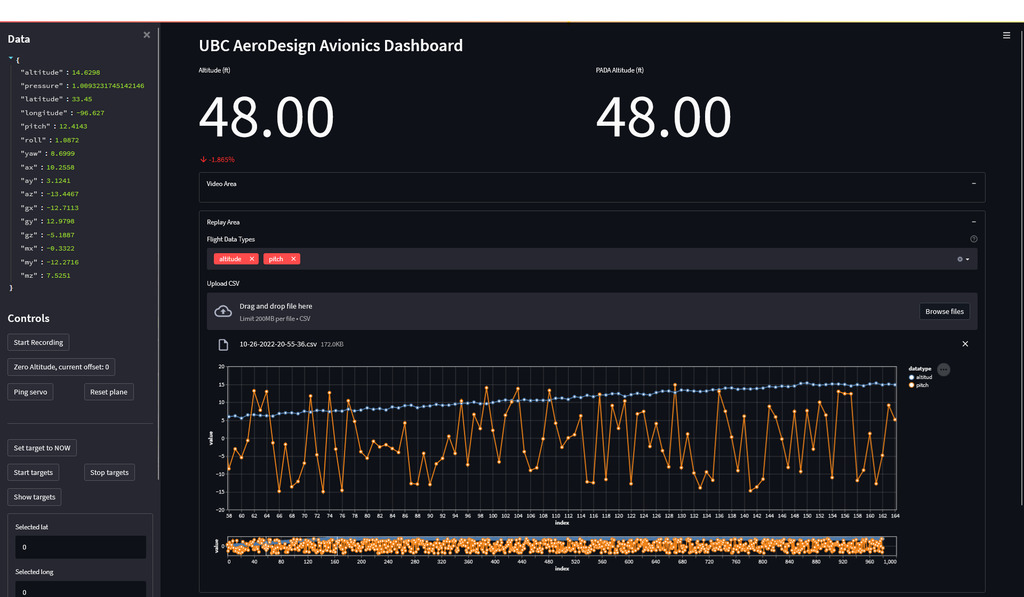 Data
{
"altitude" : 14.6298
"pressure" : 1.0093231745142146
"latitude" : 33.45
"longitude" : -96.627
"pitch" : 12.4143
"roll" : 1.0872
"yaw" : 8.6999
"ax" : 10.2558
"ay" : 3.1241
"az" : -13.4467
"gx" : -12.7113
"gy" : 12.9798
"gz" : -5.1887
"mx" : -0.3322
"my" : -12.2716
"mz" : 7.5251
}
Controls
Start Recording
Zero Altitude, current offset: 0
Ping servo Reset plane
Set target to NOW
Start targets Stop targets
Show targets
Selected lat
0
Selected long
0
UBC AeroDesign Avionics Dashboard
Altitude (ft) PADA Altitude (ft)
48.00 48.00
-1.865%
Video Area
Replay Area
Flight Data Types
altitude pitch
Upload CSV
Drag and drop file here
Limit 200MB per file • CSV
Browse files
10-26-2022-20-55-36.csv 172.0KB
datatype
altitud
pitch
value
20
15
10
5
0
−5
−10
−15
−20
58 60 62 64 66 68 70 72 74 76 78 80 82 84 86 88 90 92 94 96 98 100 102 104 106 108 110 112 114 116 118 120 122 124 126 128 130 132 134 136 138 140 142 144 146 148 150 152 154 156 158 160 162 164
index
value
0
0 40 80 120 160 200 240 280 320 360 400 440 480 520 560 600 640 680 720 760 800 840 880 920 960 1,000
index